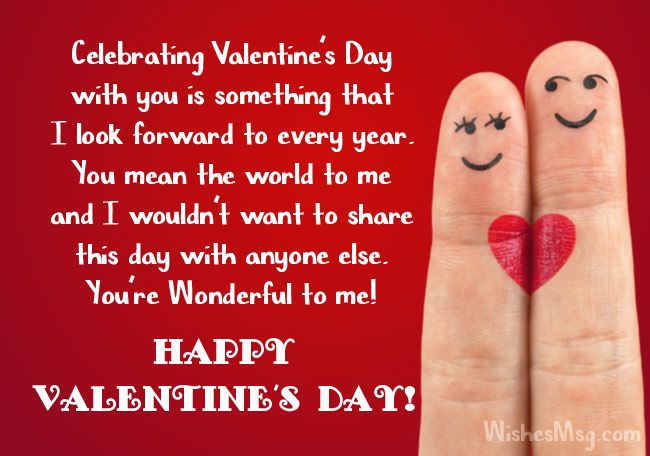 Celebrating Valentine's Day
with you is something that
I look forward to every year.
You mean the world to me
and I wouldn't want to share
this day with anyone else.
You're Wonderful to me!
HAPPY
VALENTINE'S DAY!
WishesMsg.com